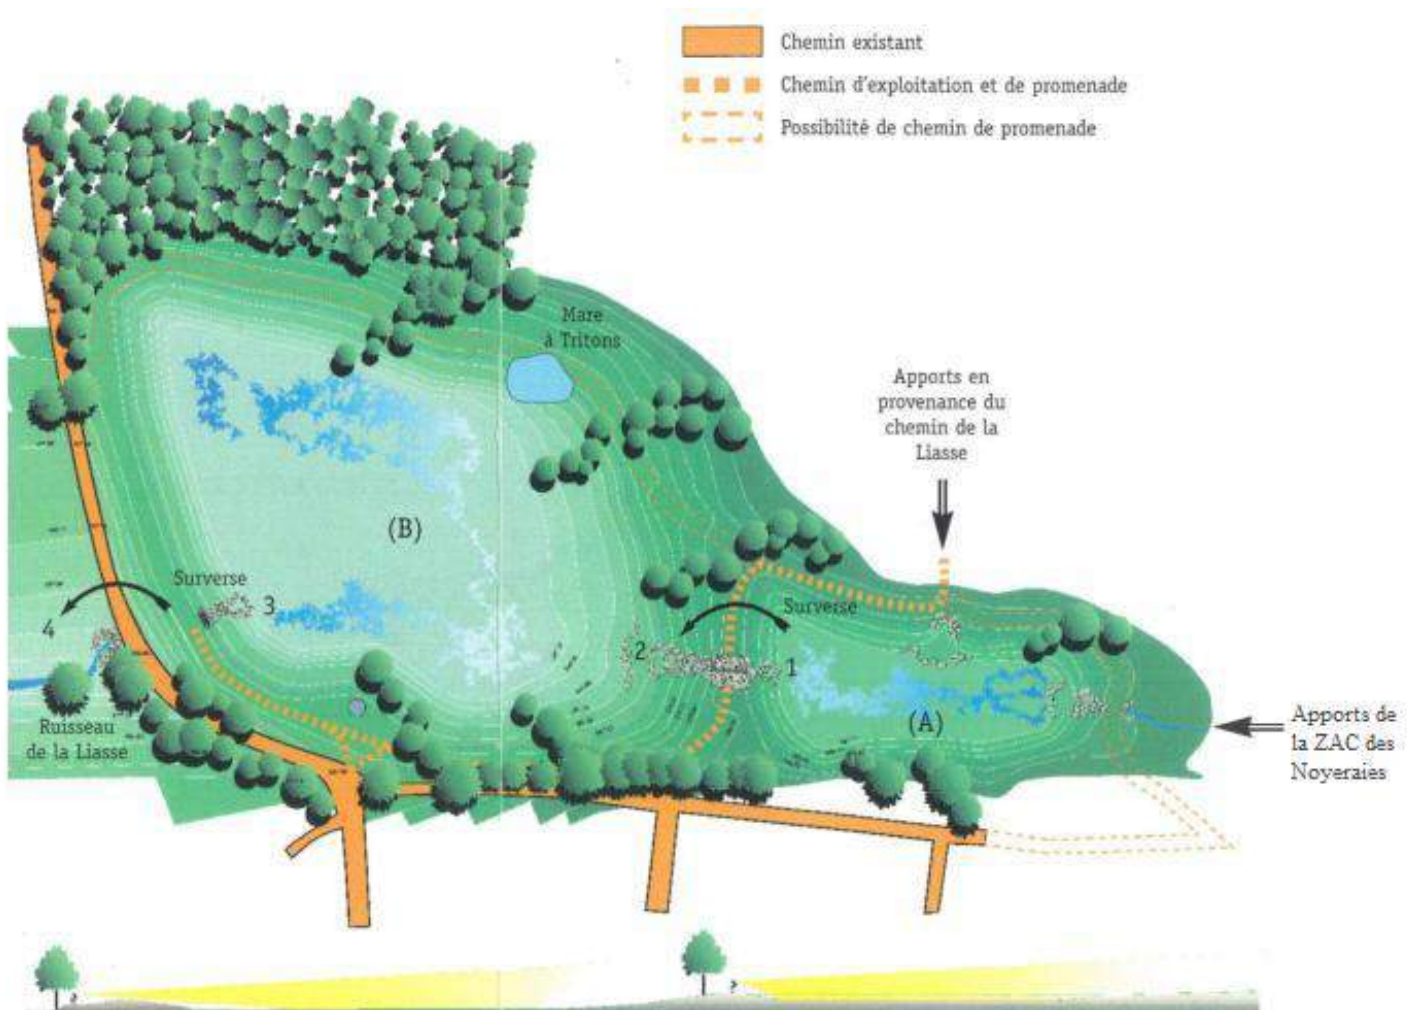 Chemin existant
Chemin d'exploitation et de promenade
Possibilité de chemin de promenade
Mare
à Tritons
Apports en
provenance du
chemin de la
Liasse
(B)
Surverse
3
4
Surverse
2
1
(A)
Ruisseau
de la Liasse
Apports de
la ZAC des
Noyeraies
?
?